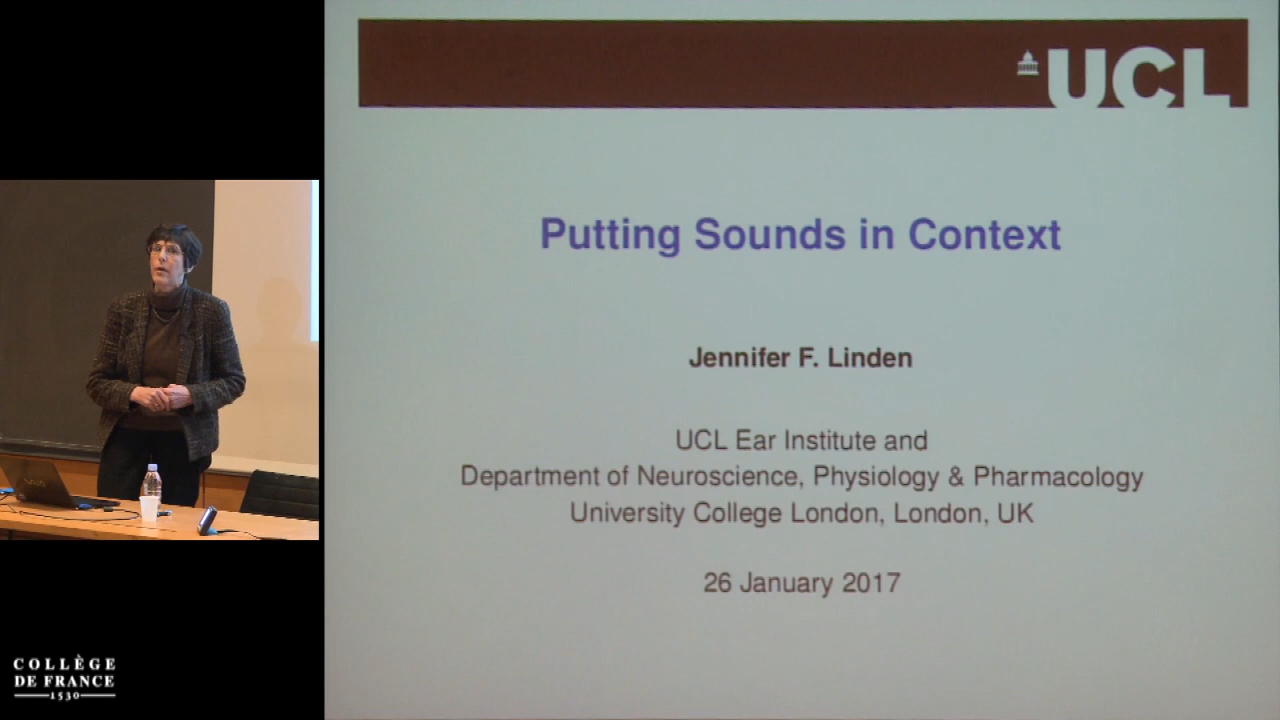 UCL
Putting Sounds in Context
Jennifer F. Linden
UCL Ear Institute and
Department of Neuroscience, Physiology & Pharmacology
University College London, London, UK
26 January 2017
COLLÈGE
DE FRANCE
1530